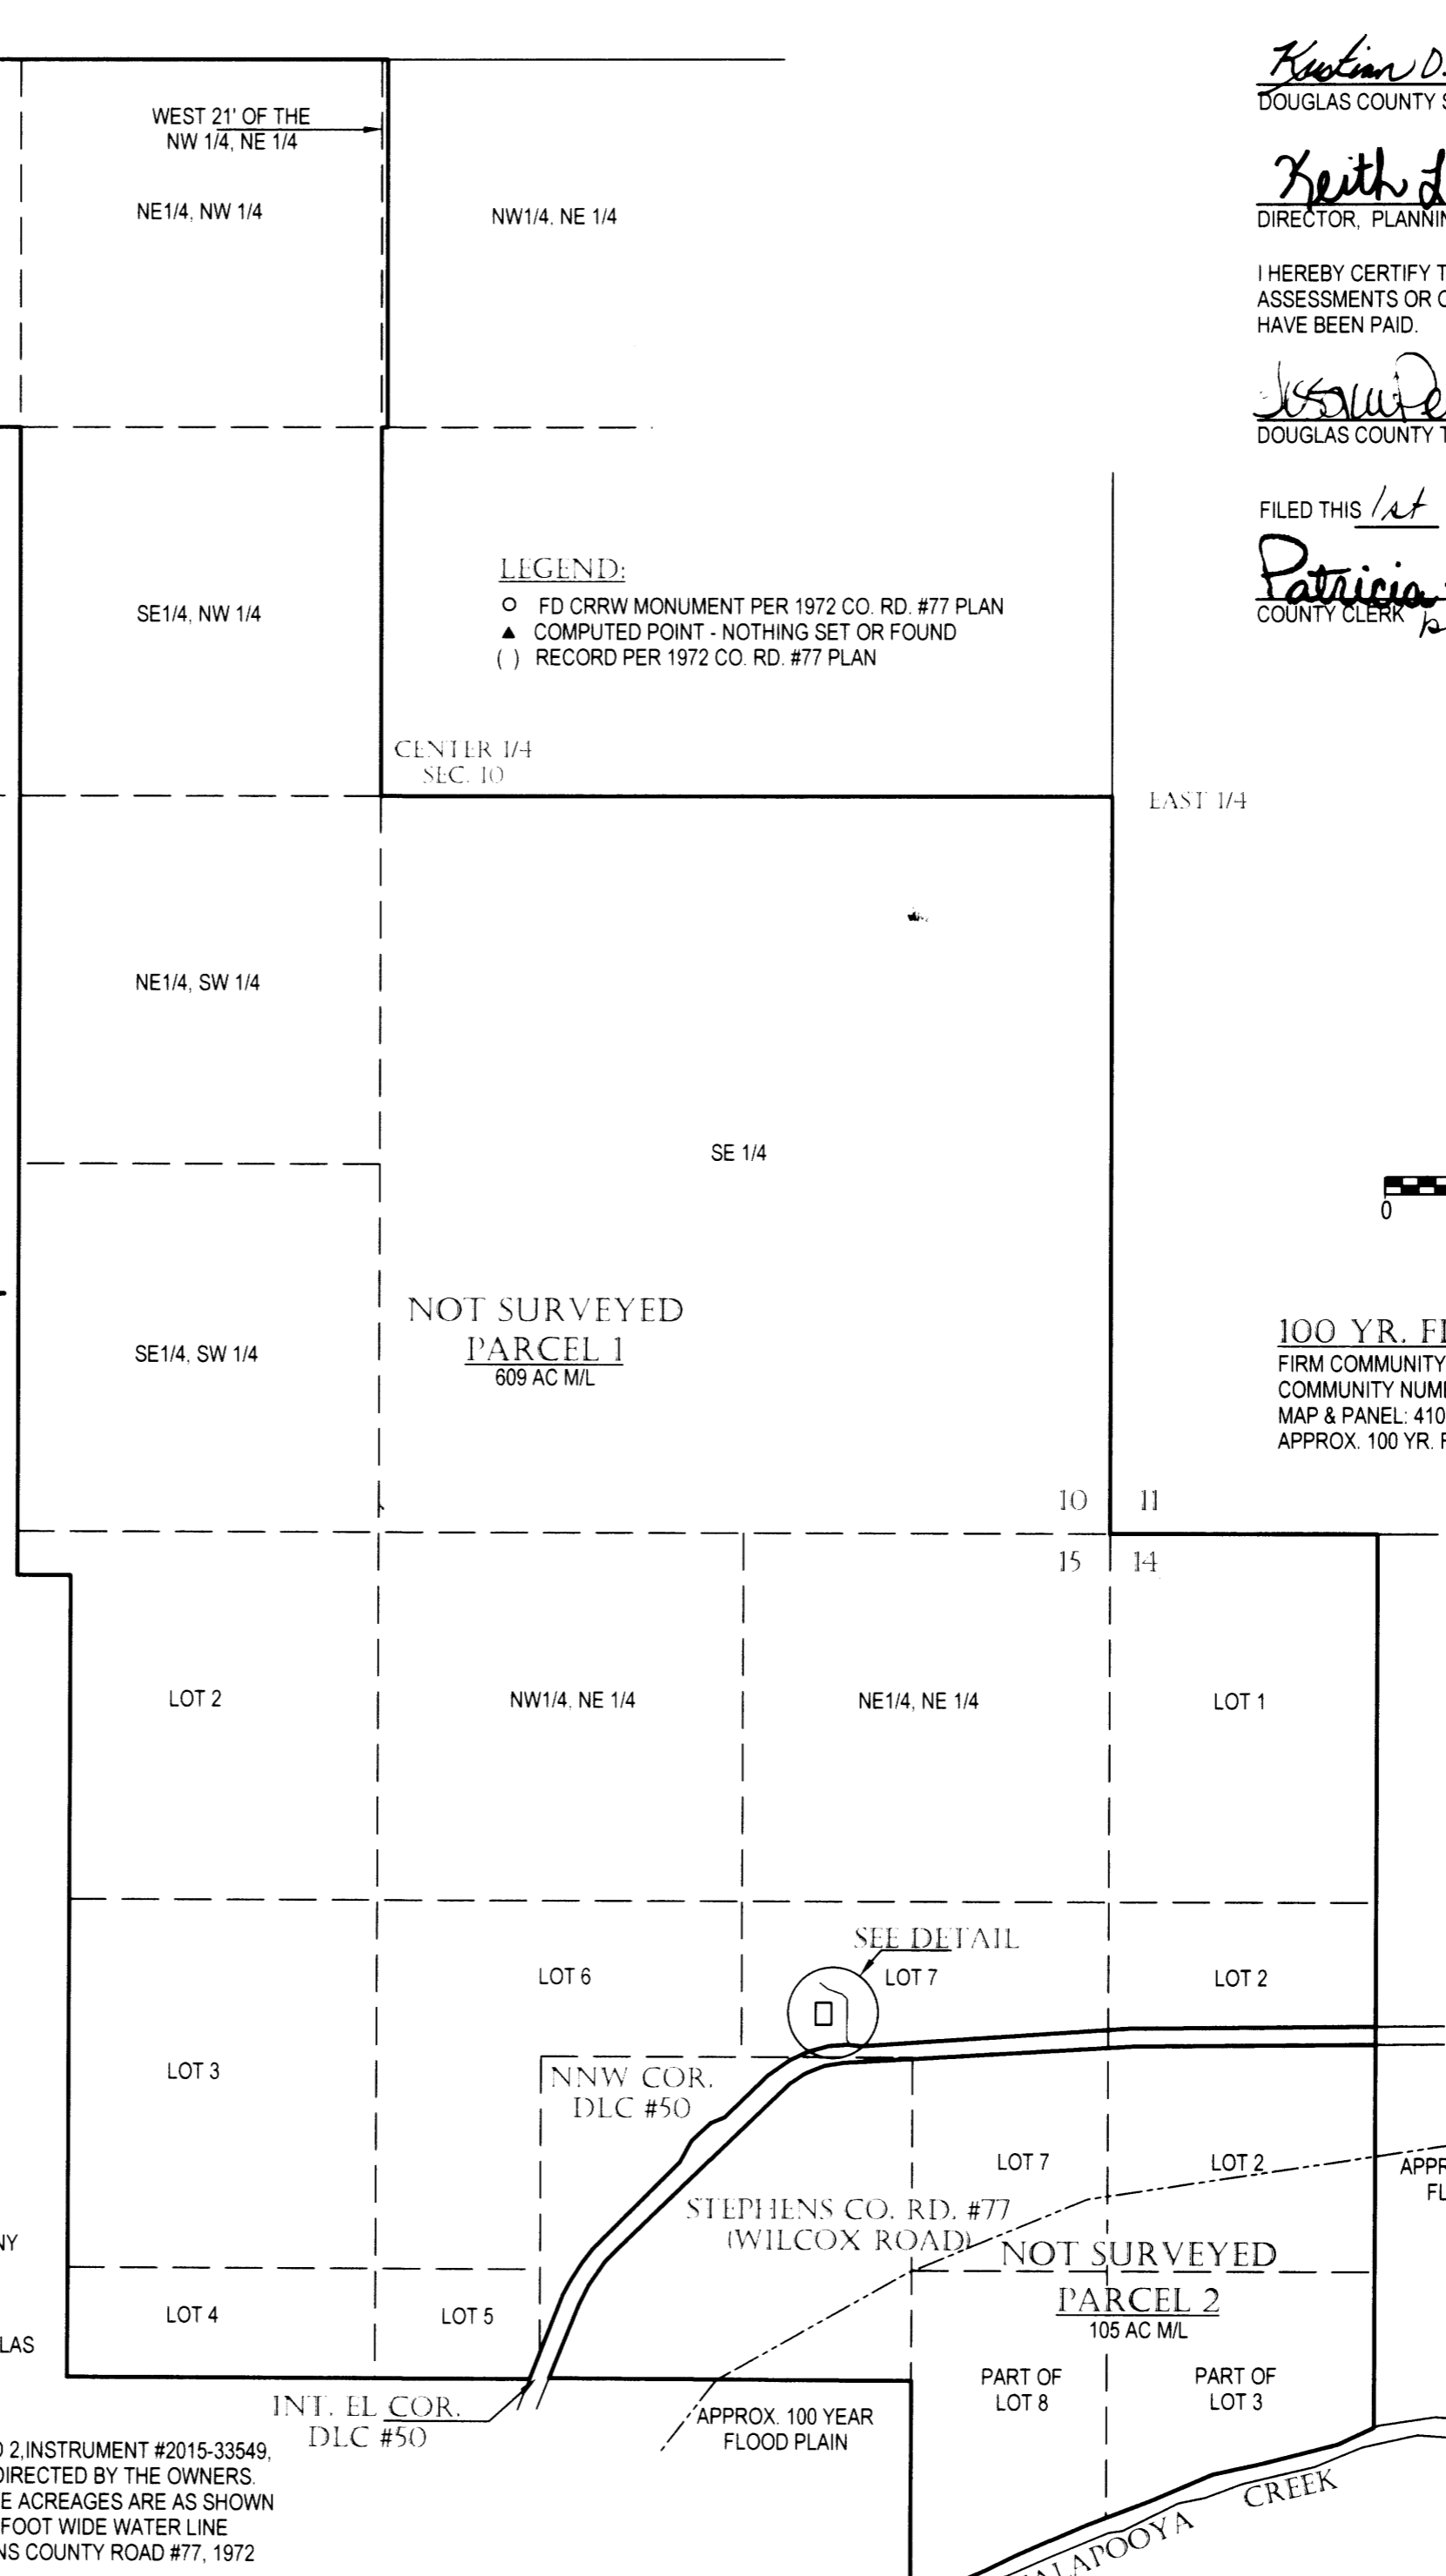 WEST 21' OF THE
NW 1/4, NE 1/4
NE1/4, NW 1/4
NW1/4, NE 1/4
DOUGLAS COUNTY
Keith
DIRECTOR, PLANNIN
I HEREBY CERTIFY T
ASSESSMENTS OR
HAVE BEEN PAID.
DOUGLAS COUNTY T
FILED THIS 1st
Patricia
COUNTY CLERK
SE1/4, NW 1/4
LEGEND:
○ FD CRRW MONUMENT PER 1972 CO. RD. #77 PLAN
▲ COMPUTED POINT - NOTHING SET OR FOUND
( ) RECORD PER 1972 CO. RD. #77 PLAN
CENTER 1/4
SEC. 10
EAST 1/4
NE1/4, SW 1/4
SE 1/4
0
SE1/4, SW 1/4
NOT SURVEYED
PARCEL 1
609 AC M/L
100 YR.
FIRM COMMUNITY
COMMUNITY NUM
MAP & PANEL: 410
APPROX. 100 YR.
10 11
15 14
LOT 2
NW1/4, NE 1/4
NE1/4, NE 1/4
LOT 1
SEE DETAIL
LOT 6
LOT 7
LOT 2
LOT 3
NNW COR.
DLC #50
LOT 7
LOT 2
APPR
FL
STEPHENS CO. RD. #77
(WILCOX ROAD)
NOT SURVEYED
PARCEL 2
105 AC M/L
NY
LOT 4
LOT 5
LAS
PART OF
LOT 8
PART OF
LOT 3
INT. EL COR.
DLC #50
APPROX. 100 YEAR
FLOOD PLAIN
2, INSTRUMENT #2015-33549,
DIRECTED BY THE OWNERS.
E ACREAGES ARE AS SHOWN
FOOT WIDE WATER LINE
NS COUNTY ROAD #77, 1972
ALAPOOYA CREEK